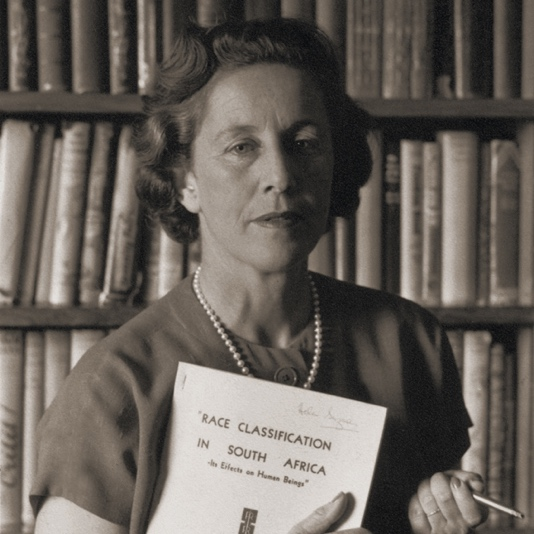 "RACE CLASSIFICATION
IN SOUTH AFRICA
-Its Effects on Human Beings"